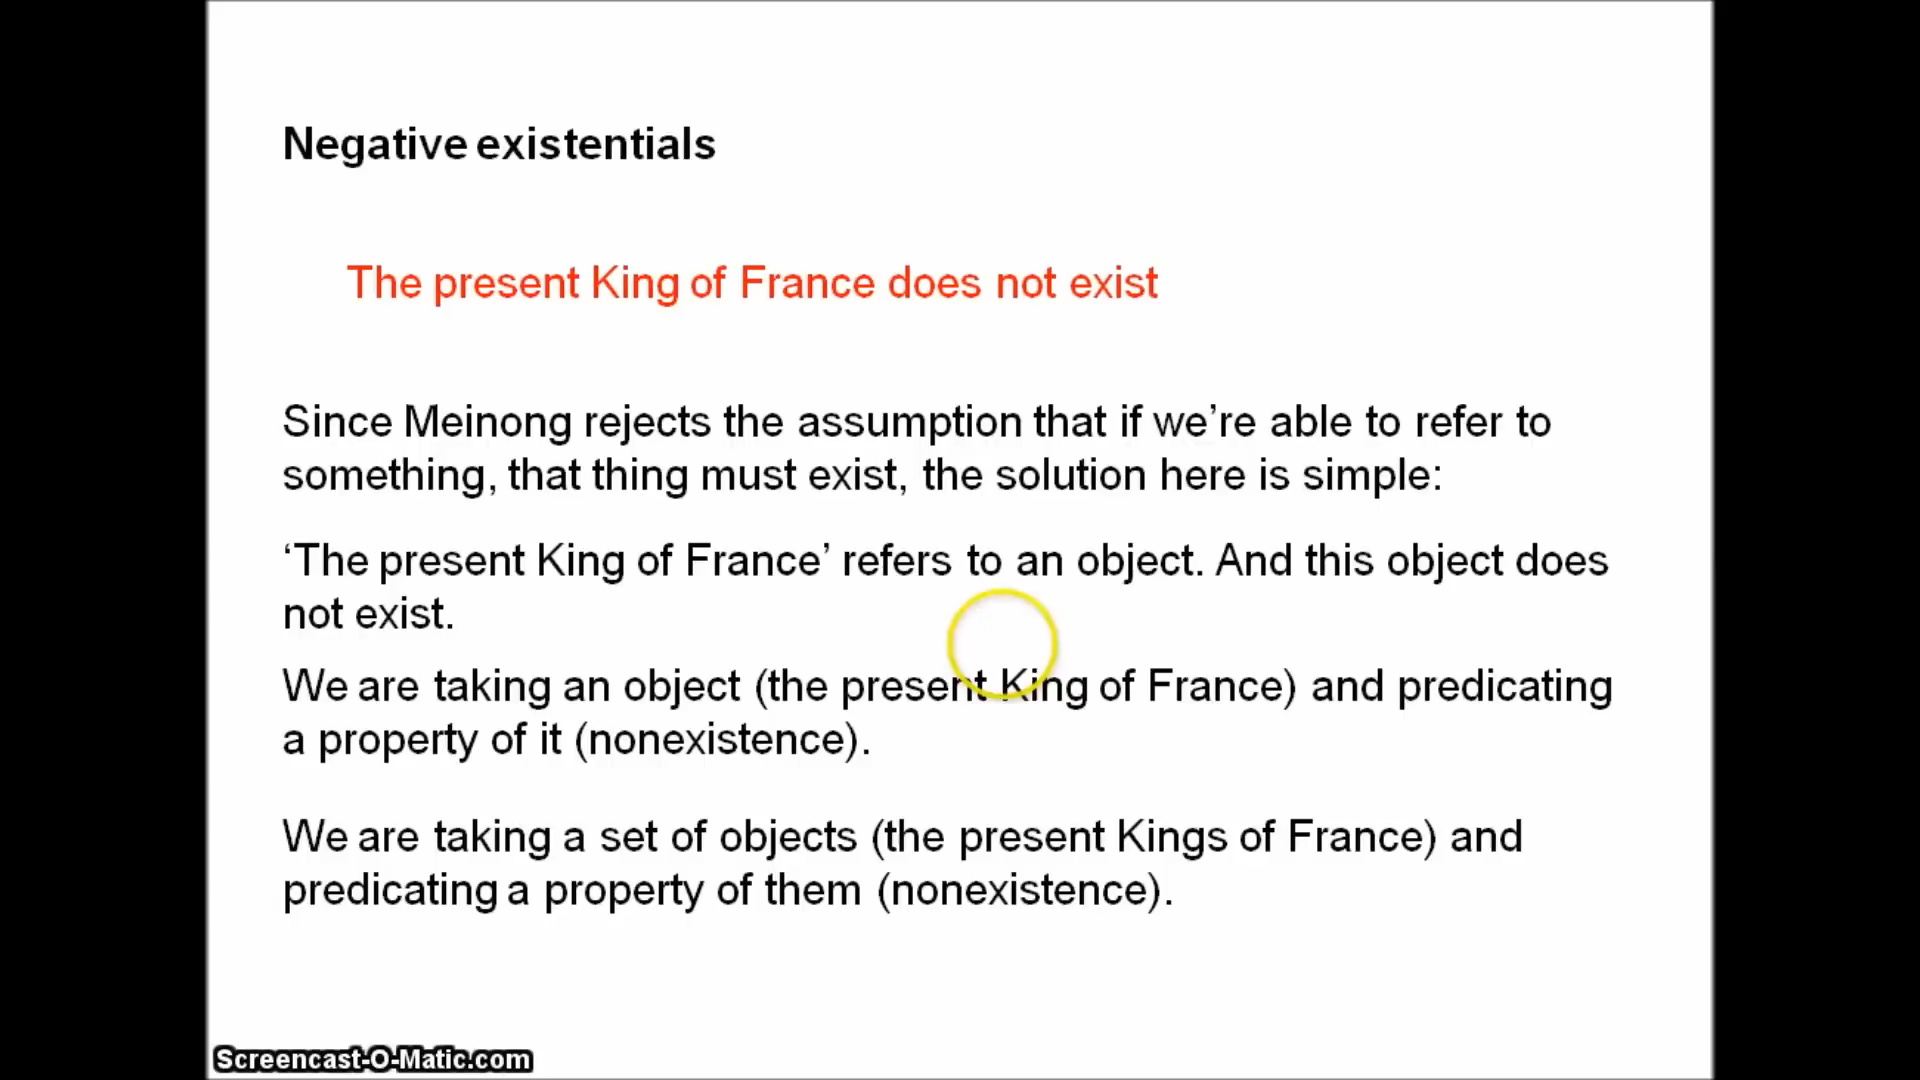 Negative existentials
The present King of France does not exist
Since Meinong rejects the assumption that if we’re able to refer to
something, that thing must exist, the solution here is simple:
‘The present King of France’ refers to an object. And this object does
not exist.
We are taking an object (the present King of France) and predicating
a property of it (nonexistence).
We are taking a set of objects (the present Kings of France) and
predicating a property of them (nonexistence).
Screencast-O-Matic.com